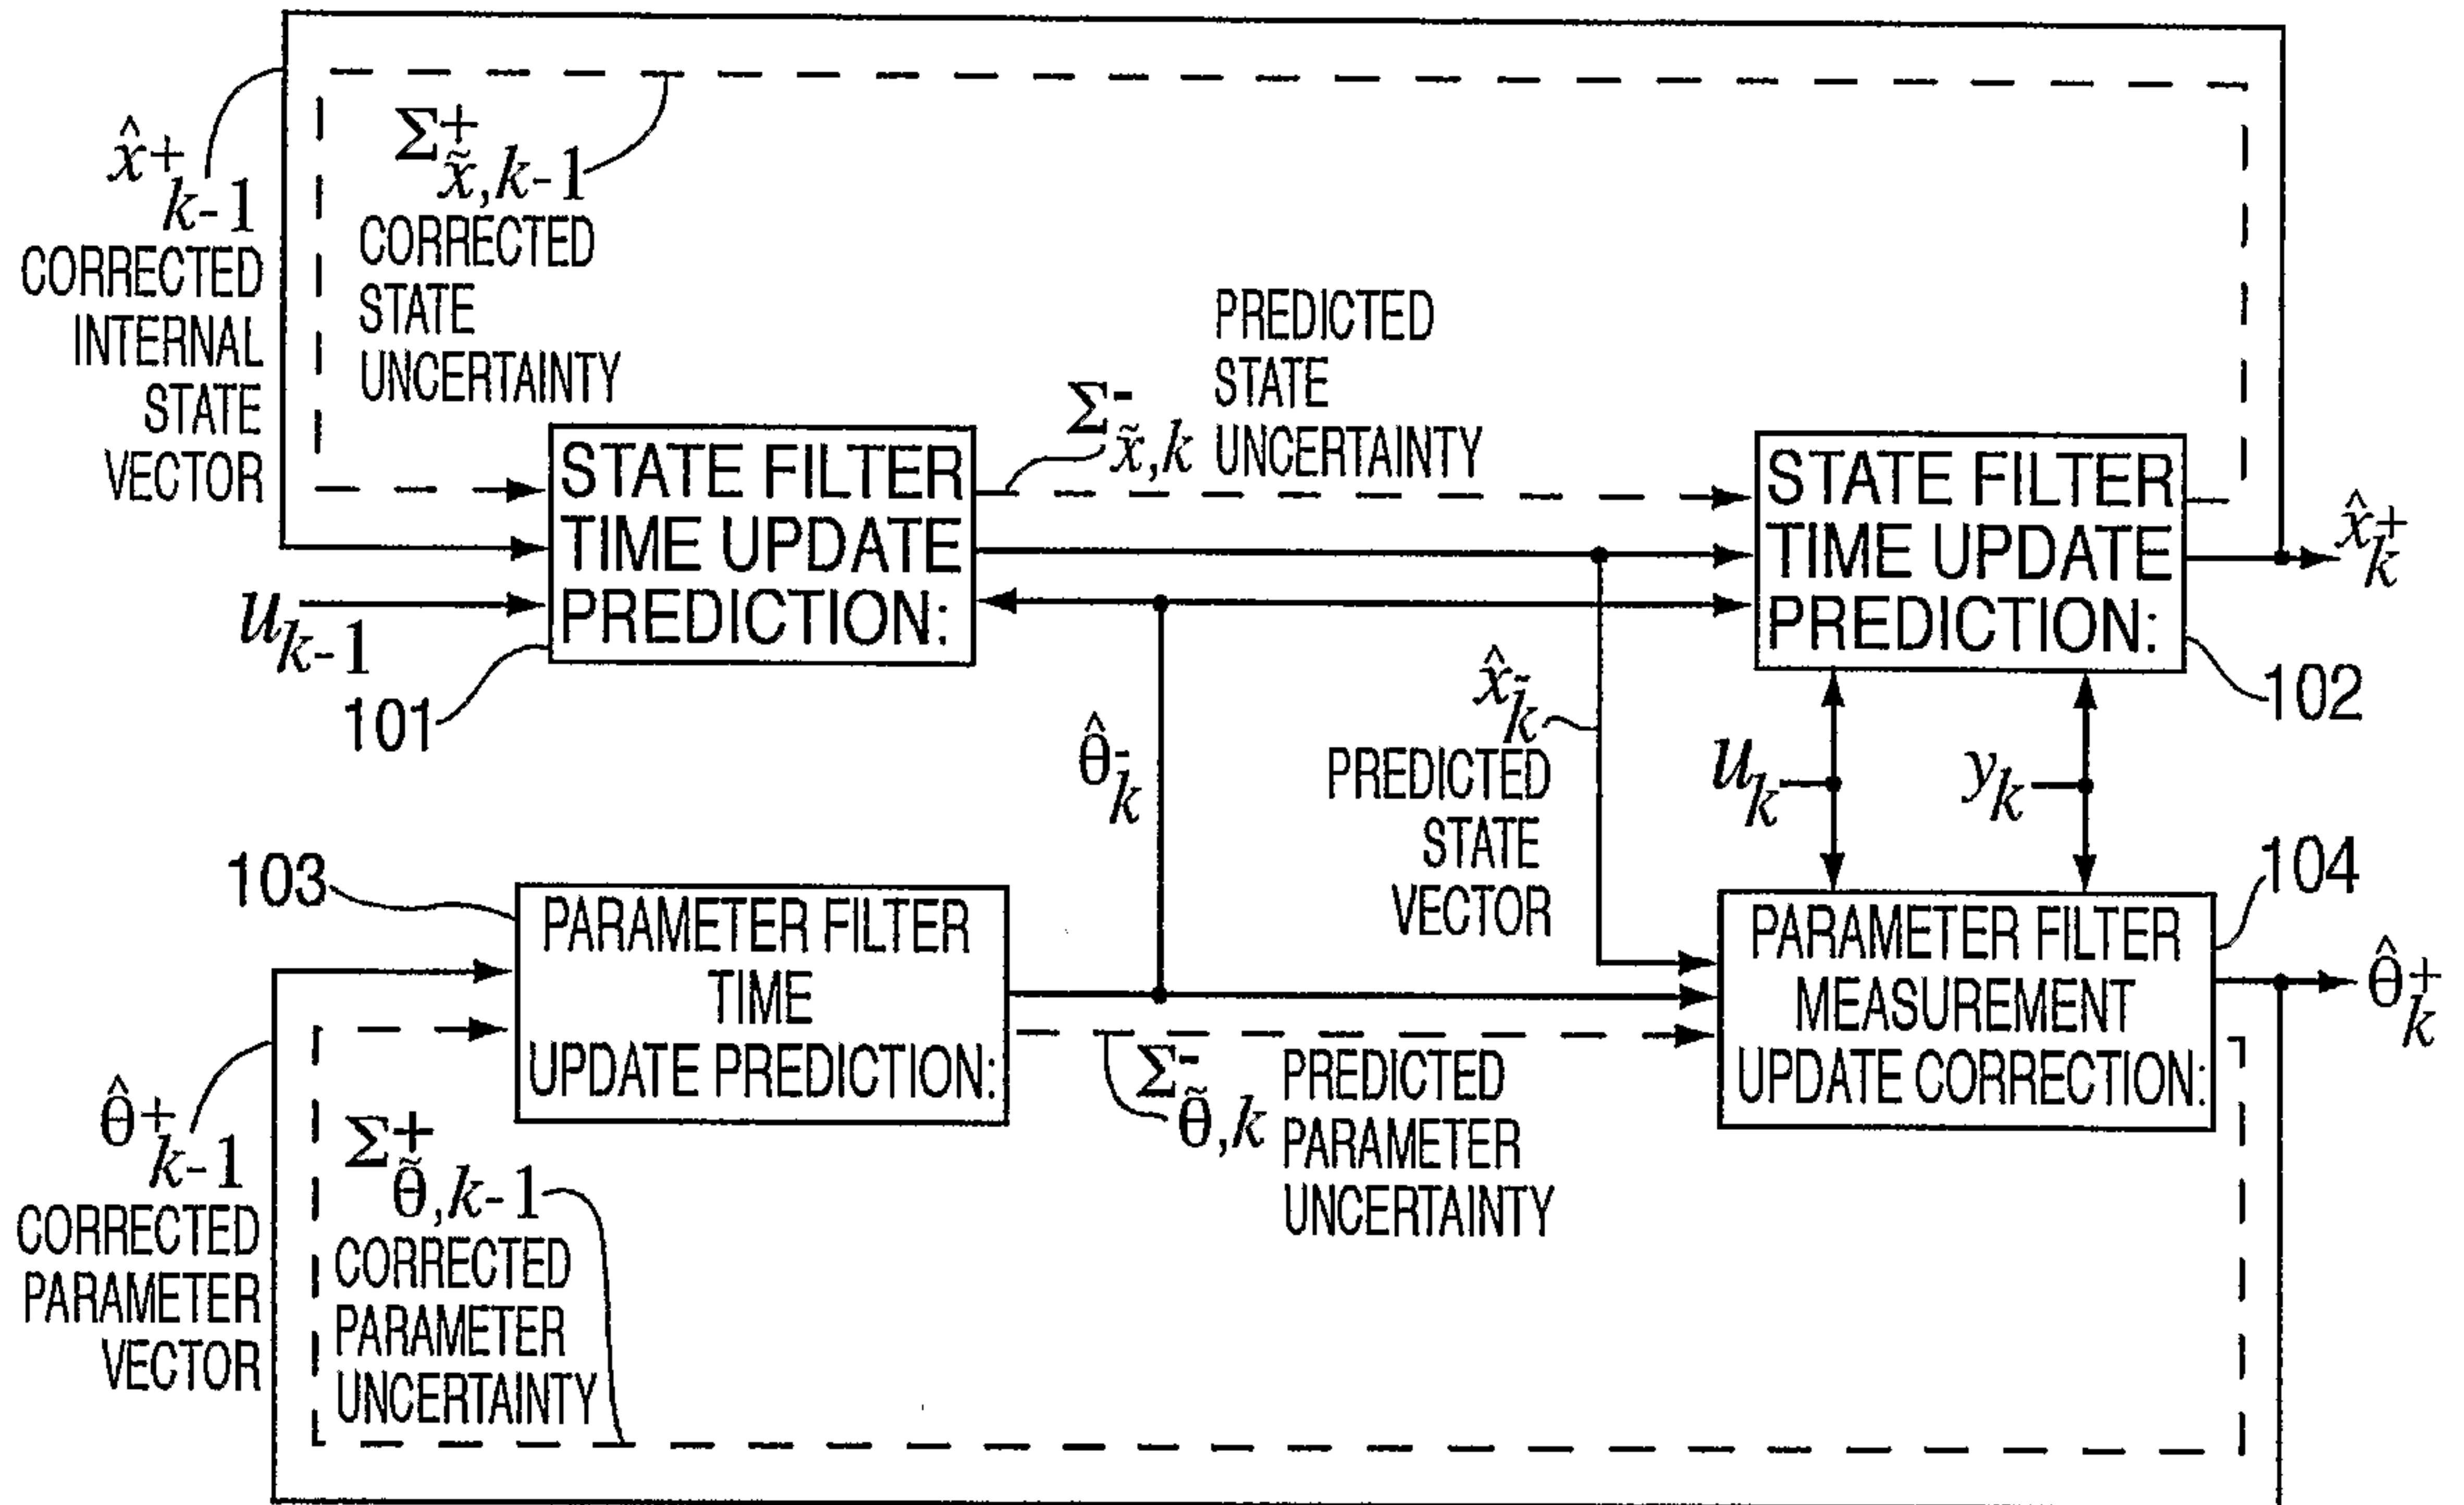 x̂⁺ₖ₋₁
CORRECTED
INTERNAL
STATE
VECTOR
Σ⁺x̃,k-1
CORRECTED
STATE
UNCERTAINTY
Σ⁻x̃,k
PREDICTED
STATE
UNCERTAINTY
STATE FILTER
TIME UPDATE
PREDICTION:
uₖ₋₁
101
STATE FILTER
TIME UPDATE
PREDICTION:
x̂⁺ₖ
102
θ̂⁻ₖ
x̂⁻ₖ
PREDICTED
STATE
VECTOR
uₖ
yₖ
103
PARAMETER FILTER
TIME
UPDATE PREDICTION:
104
PARAMETER FILTER
MEASUREMENT
UPDATE CORRECTION:
θ̂⁺ₖ
θ̂⁺ₖ₋₁
CORRECTED
PARAMETER
VECTOR
Σ⁺θ̃,k-1
CORRECTED
PARAMETER
UNCERTAINTY
Σ⁻θ̃,k
PREDICTED
PARAMETER
UNCERTAINTY